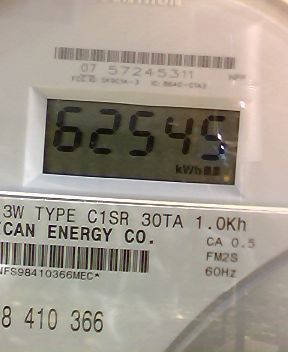 07 57245311
62545
kWh
3W TYPE C1SR 30TA 1.0Kh
CAN ENERGY CO.
CA 0.5
FM2S
60Hz
NFS98410366MEC*
8 410 366